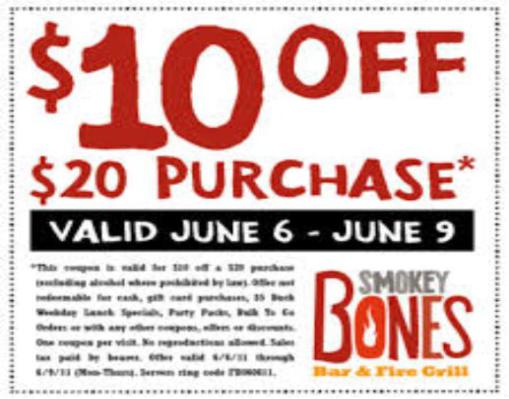 $10 OFF
$20 PURCHASE*
VALID JUNE 6 - JUNE 9
*This coupon is valid for $10 off a $20 purchase
(excluding alcohol where prohibited by law). Offer not
redeemable for cash, gift card purchases, $5 Buck
Weekday Lunch Specials, Party Packs, Bulk To Go
Orders or with any other coupons, offers or discounts.
One coupon per visit. No reproductions allowed. Sales
tax paid by bearer. Offer valid 6/6/11 through
6/9/11 (Mon-Thurs). Servers ring code
SMOKEY
BONES
Bar & Fire Grill